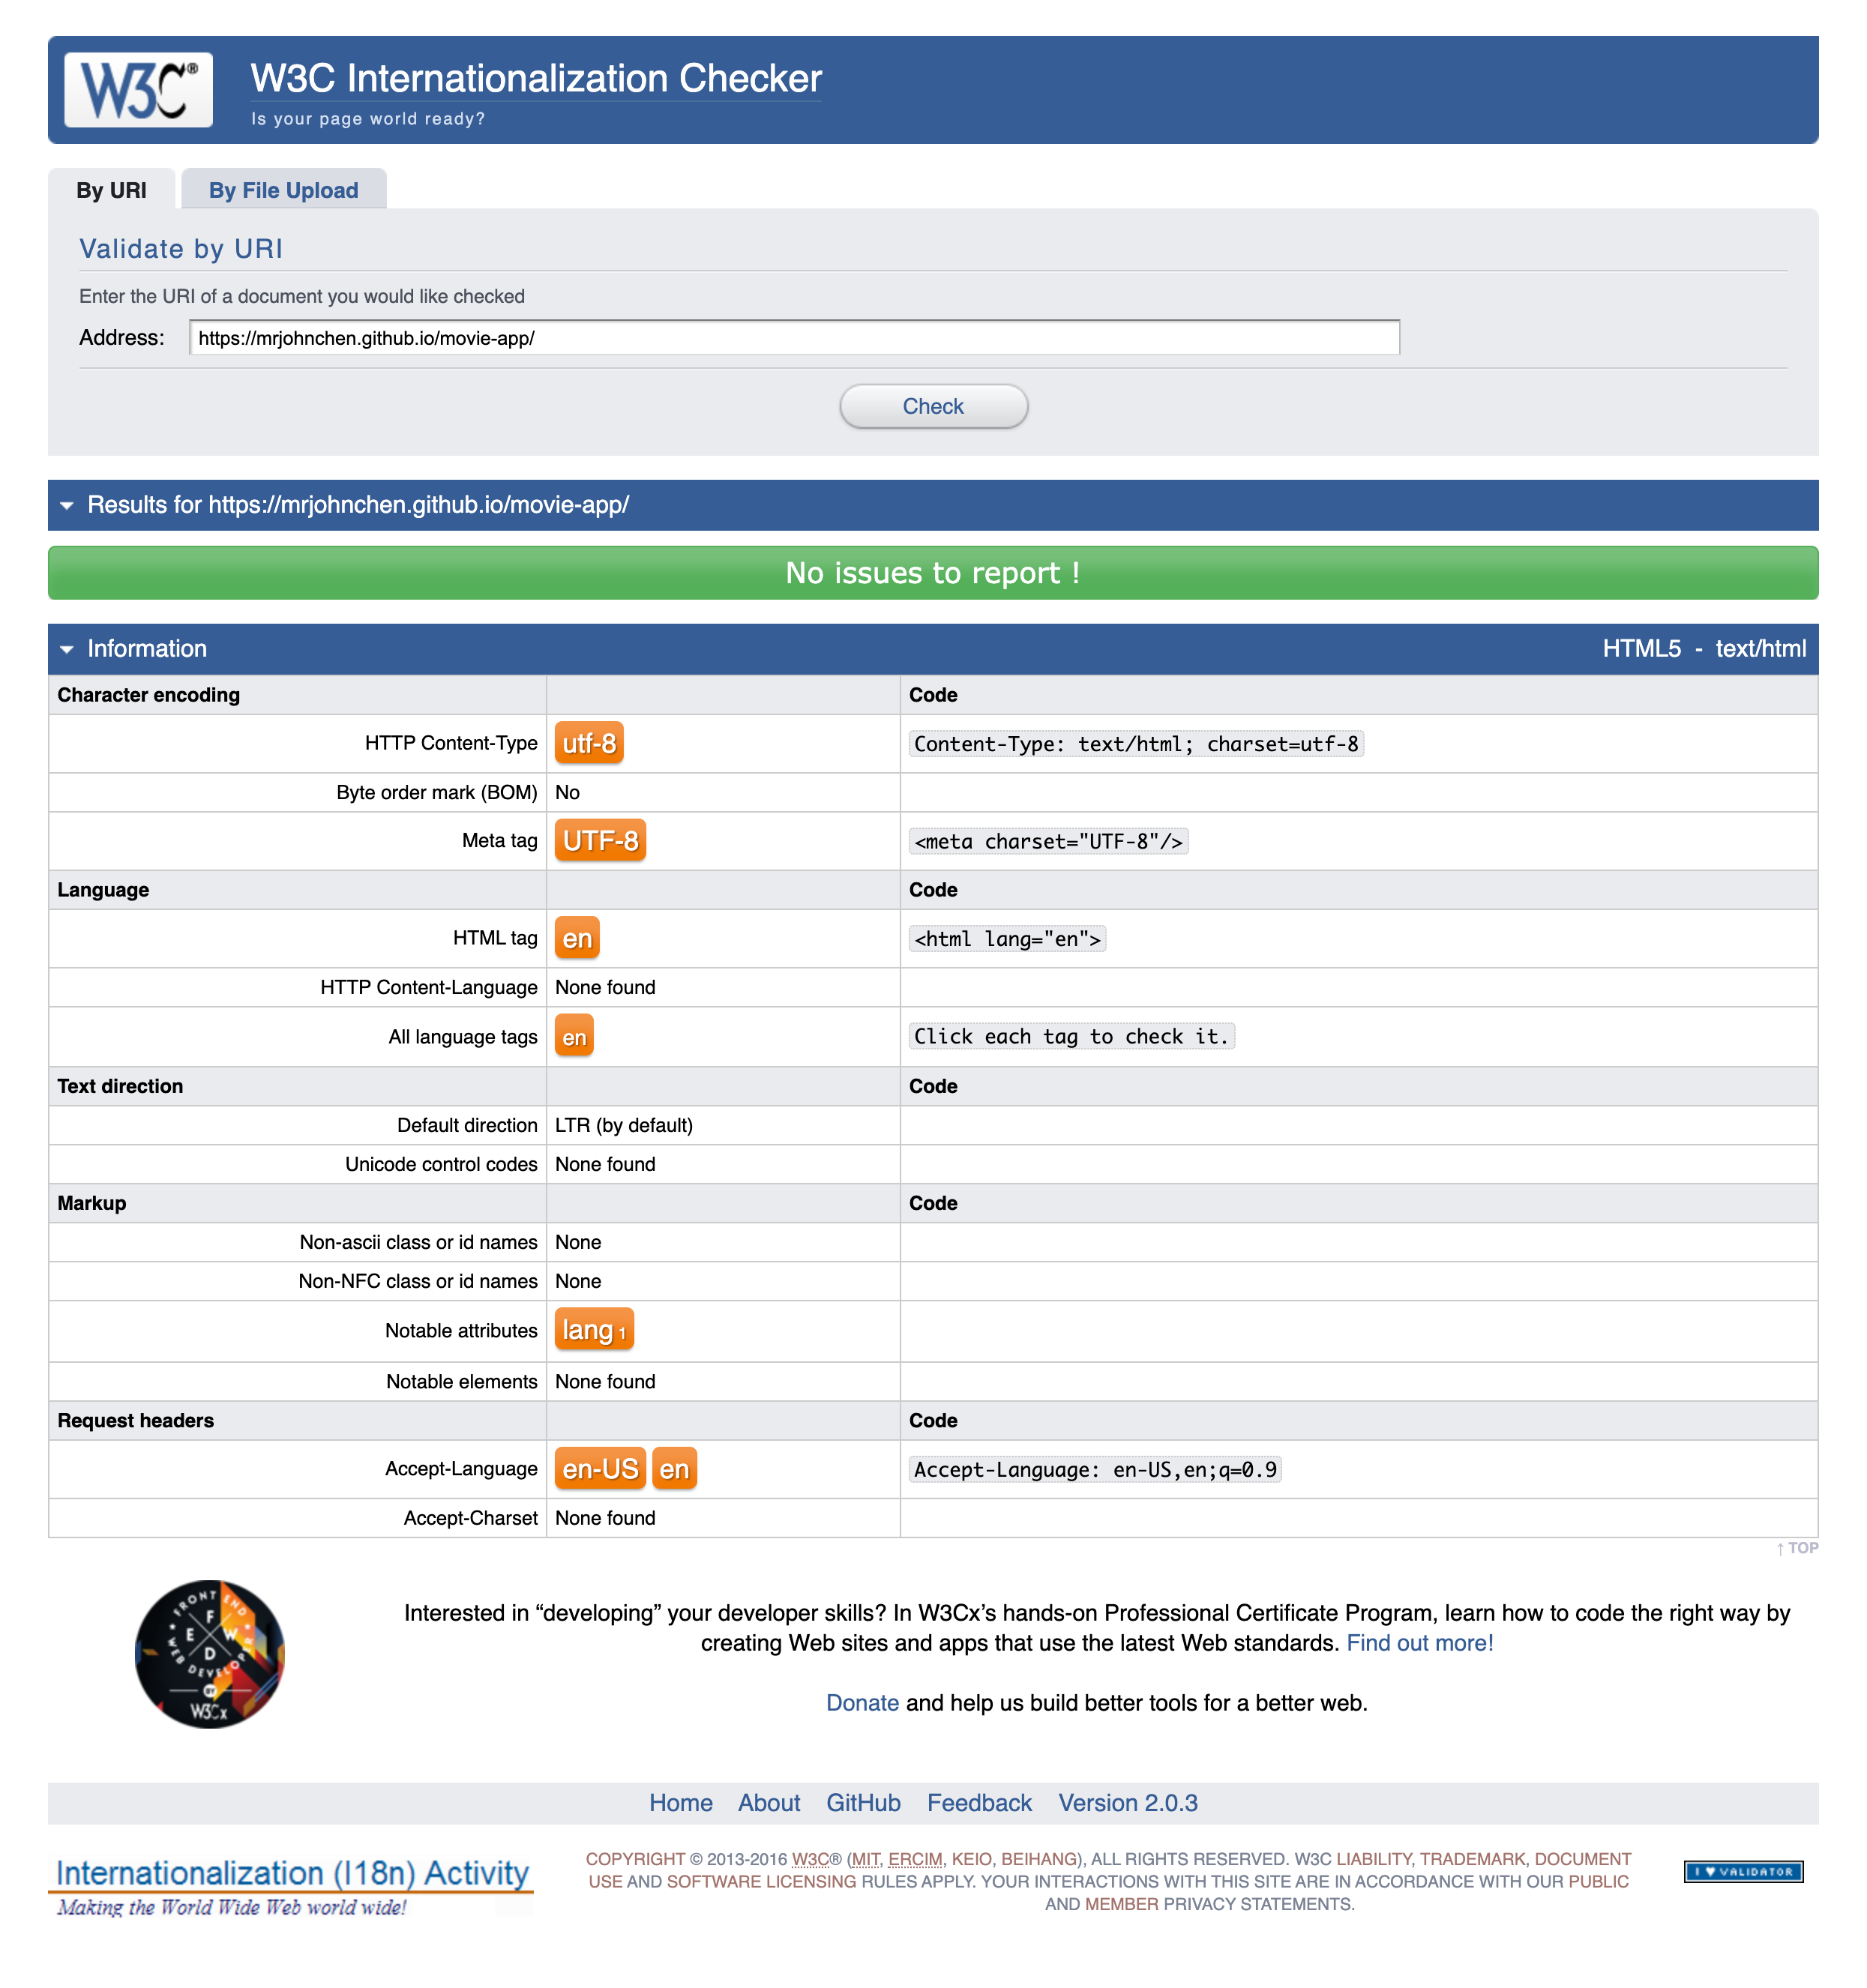 W3C®
W3C Internationalization Checker
Is your page world ready?
By URI
By File Upload
Validate by URI
Enter the URI of a document you would like checked
Address: https://mrjohnchen.github.io/movie-app/
Check
Results for https://mrjohnchen.github.io/movie-app/
No issues to report !
Information HTML5 - text/html
Character encoding Code
HTTP Content-Type utf-8 Content-Type: text/html; charset=utf-8
Byte order mark (BOM) No
Meta tag UTF-8 <meta charset="UTF-8"/>
Language Code
HTML tag en <html lang="en">
HTTP Content-Language None found
All language tags en Click each tag to check it.
Text direction Code
Default direction LTR (by default)
Unicode control codes None found
Markup Code
Non-ascii class or id names None
Non-NFC class or id names None
Notable attributes lang 1
Notable elements None found
Request headers Code
Accept-Language en-US en Accept-Language: en-US,en;q=0.9
Accept-Charset None found
↑ TOP
FRONT END
F
E W
D
WEB DEVELOPER
BY
W3Cx
Interested in “developing” your developer skills? In W3Cx’s hands-on Professional Certificate Program, learn how to code the right way by
creating Web sites and apps that use the latest Web standards. Find out more!
Donate and help us build better tools for a better web.
Home About GitHub Feedback Version 2.0.3
Internationalization (I18n) Activity
Making the World Wide Web world wide!
COPYRIGHT © 2013-2016 W3C® (MIT, ERCIM, KEIO, BEIHANG), ALL RIGHTS RESERVED. W3C LIABILITY, TRADEMARK, DOCUMENT
USE AND SOFTWARE LICENSING RULES APPLY. YOUR INTERACTIONS WITH THIS SITE ARE IN ACCORDANCE WITH OUR PUBLIC
AND MEMBER PRIVACY STATEMENTS.
I ♥ VALIDATOR